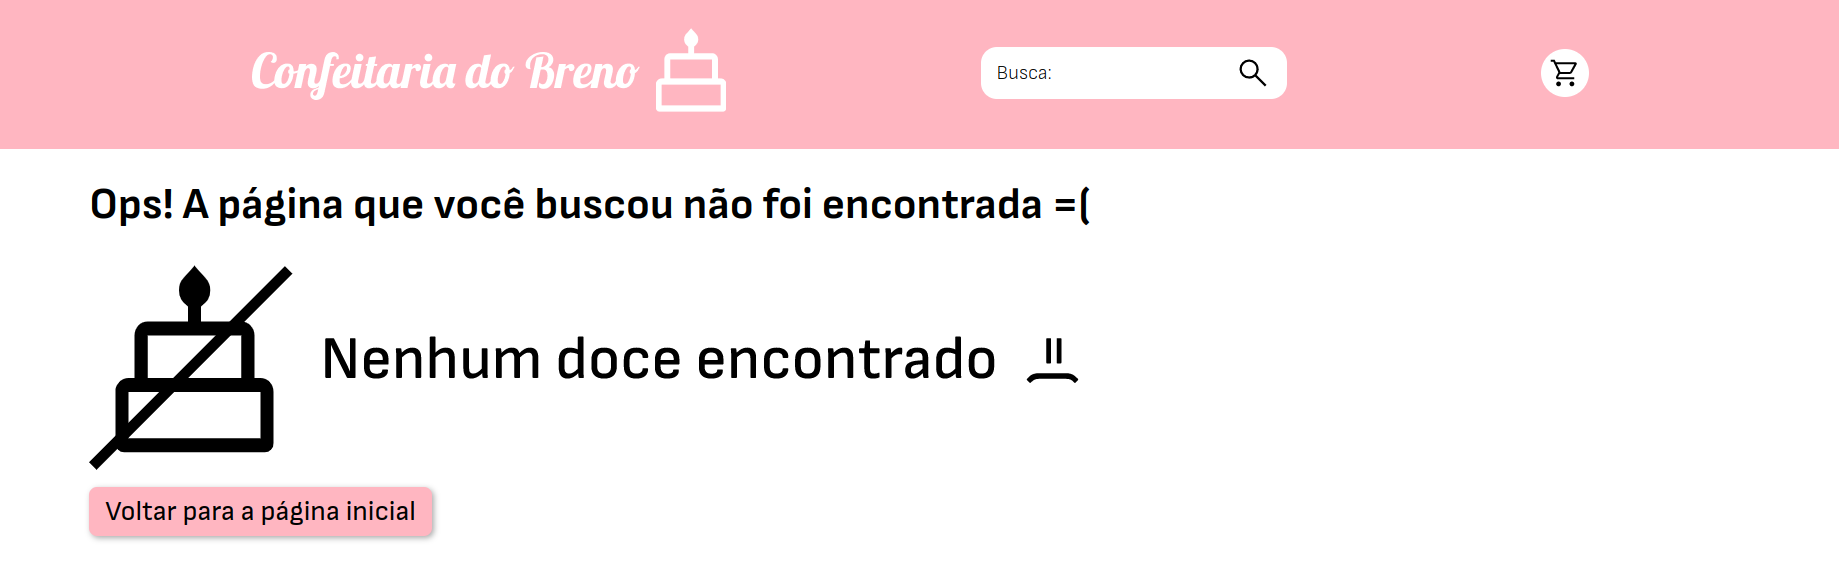 Confeitaria do Breno
Busca:
Ops! A página que você buscou não foi encontrada =(
Nenhum doce encontrado
Voltar para a página inicial